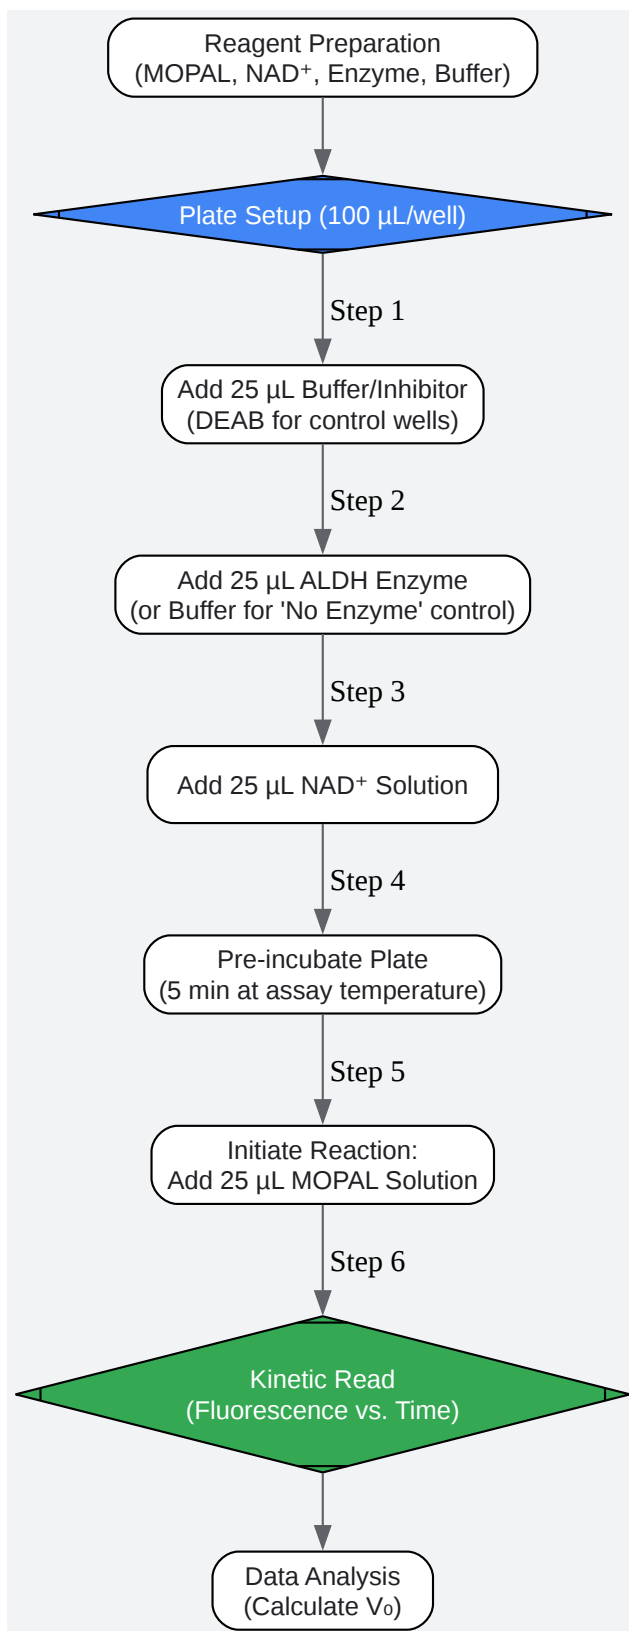 Reagent Preparation
(MOPAL, NAD⁺, Enzyme, Buffer)
Plate Setup (100 µL/well)
Step 1
Add 25 µL Buffer/Inhibitor
(DEAB for control wells)
Step 2
Add 25 µL ALDH Enzyme
(or Buffer for 'No Enzyme' control)
Step 3
Add 25 µL NAD⁺ Solution
Step 4
Pre-incubate Plate
(5 min at assay temperature)
Step 5
Initiate Reaction:
Add 25 µL MOPAL Solution
Step 6
Kinetic Read
(Fluorescence vs. Time)
Data Analysis
(Calculate V₀)